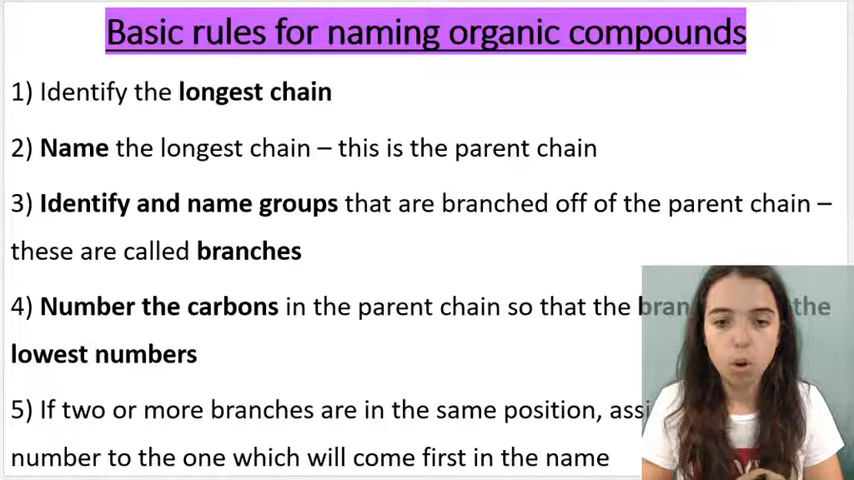 Basic rules for naming organic compounds
1) Identify the longest chain
2) Name the longest chain – this is the parent chain
3) Identify and name groups that are branched off of the parent chain –
these are called branches
4) Number the carbons in the parent chain so that the the
lowest numbers
5) If two or more branches are in the same position,
number to the one which will come first in the name